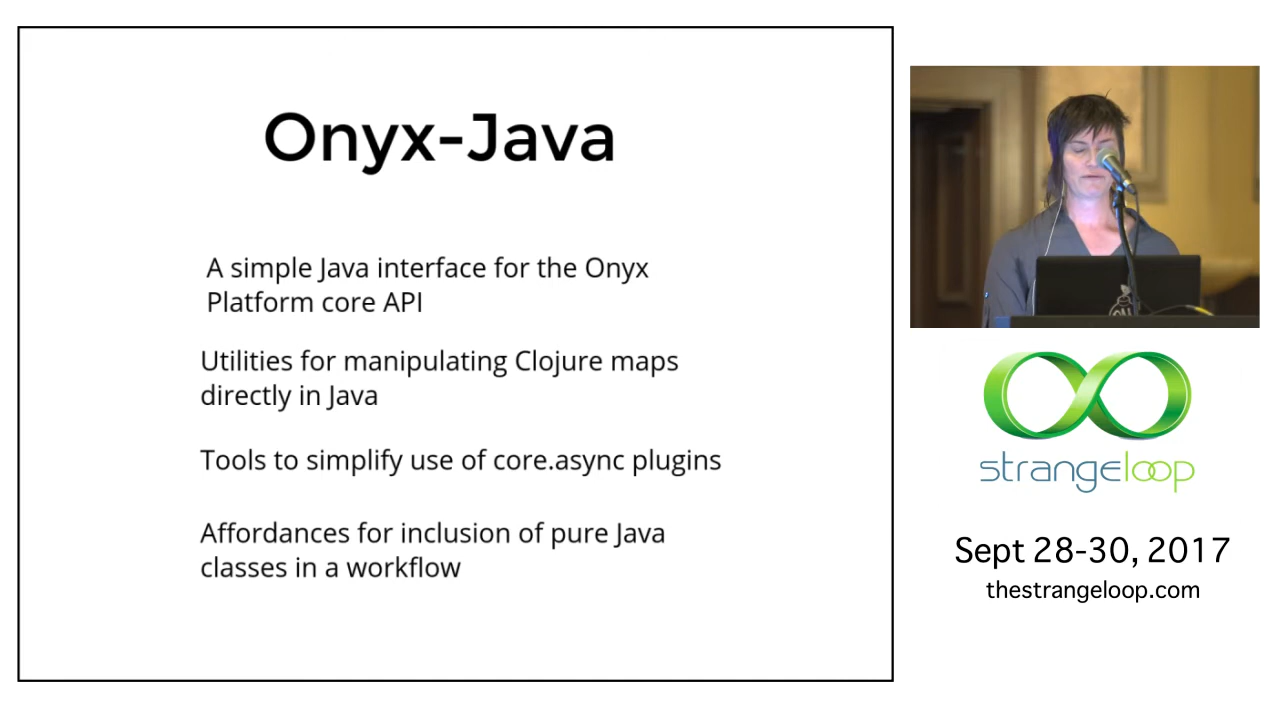 Onyx-Java
A simple Java interface for the Onyx
Platform core API
Utilities for manipulating Clojure maps
directly in Java
Tools to simplify use of core.async plugins
Affordances for inclusion of pure Java
classes in a workflow
strangeloop
Sept 28-30, 2017
thestrangeloop.com